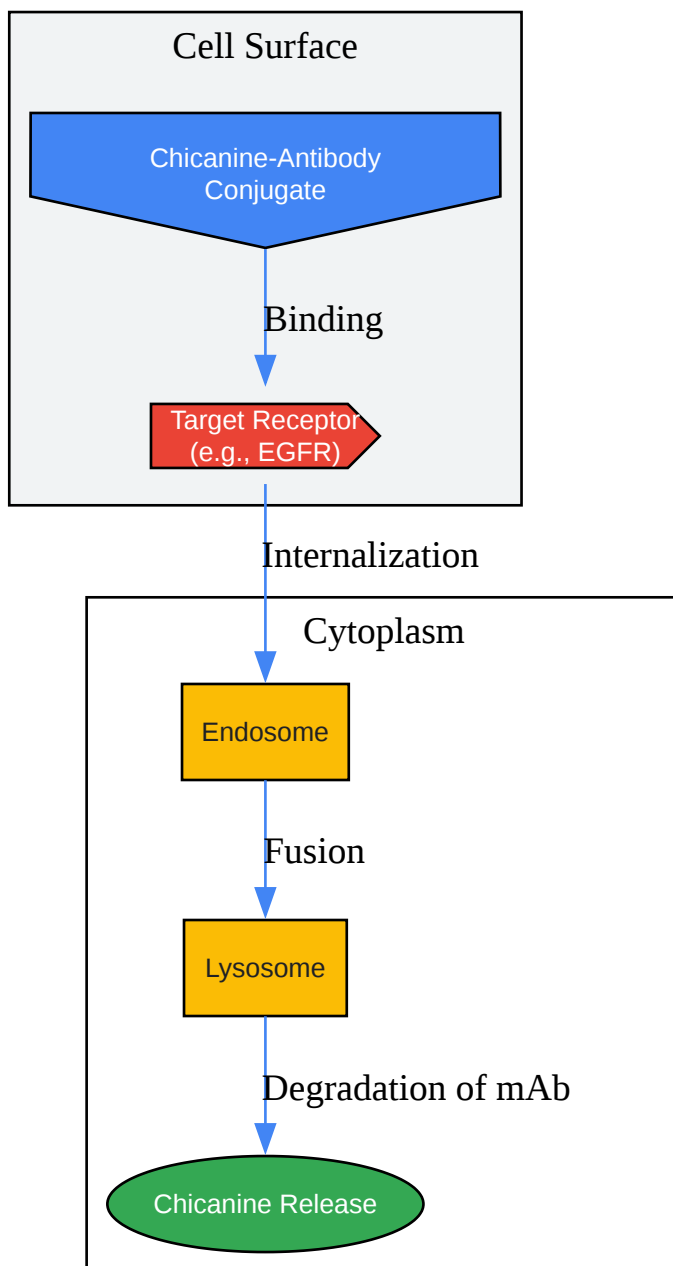 Cell Surface
Chicanine-Antibody
Conjugate
Binding
Target Receptor
(e.g., EGFR)
Internalization
Cytoplasm
Endosome
Fusion
Lysosome
Degradation of mAb
Chicanine Release